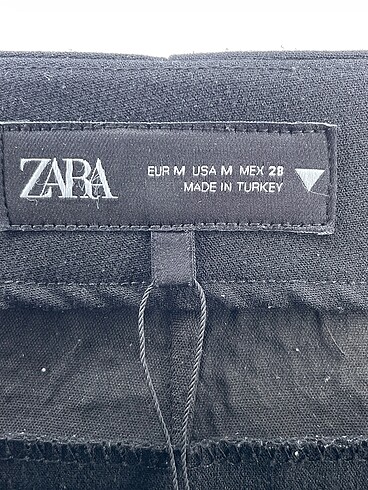 ZARA
EUR M USA M MEX 28
MADE IN TURKEY